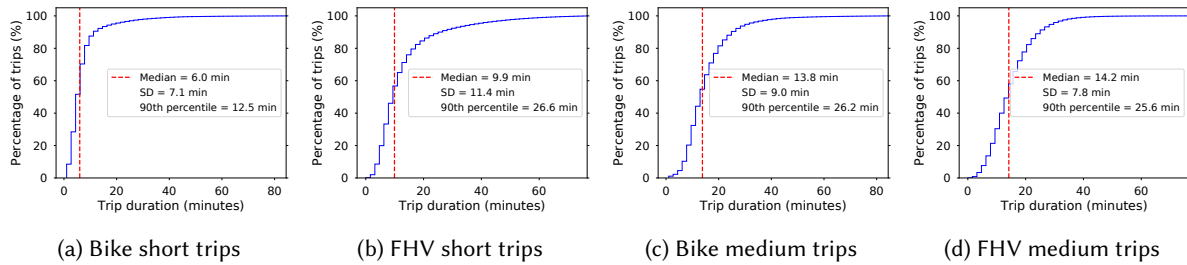 Percentage of trips (%)
100
80
60
40
20
0
Median = 6.0 min
SD = 7.1 min
90th percentile = 12.5 min
0 20 40 60 80
Trip duration (minutes)
(a) Bike short trips
Percentage of trips (%)
100
80
60
40
20
0
Median = 9.9 min
SD = 11.4 min
90th percentile = 26.6 min
0 20 40 60
Trip duration (minutes)
(b) FHV short trips
Percentage of trips (%)
100
80
60
40
20
0
Median = 13.8 min
SD = 9.0 min
90th percentile = 26.2 min
0 20 40 60 80
Trip duration (minutes)
(c) Bike medium trips
Percentage of trips (%)
100
80
60
40
20
0
Median = 14.2 min
SD = 7.8 min
90th percentile = 25.6 min
0 20 40 60
Trip duration (minutes)
(d) FHV medium trips